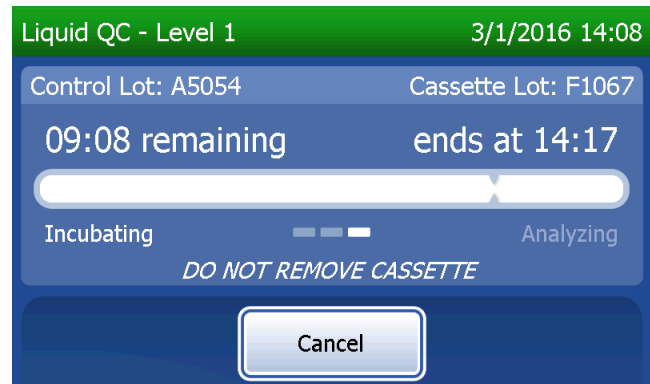 Liquid QC - Level 1 3/1/2016 14:08
Control Lot: A5054 Cassette Lot: F1067
09:08 remaining ends at 14:17
Incubating Analyzing
DO NOT REMOVE CASSETTE
Cancel